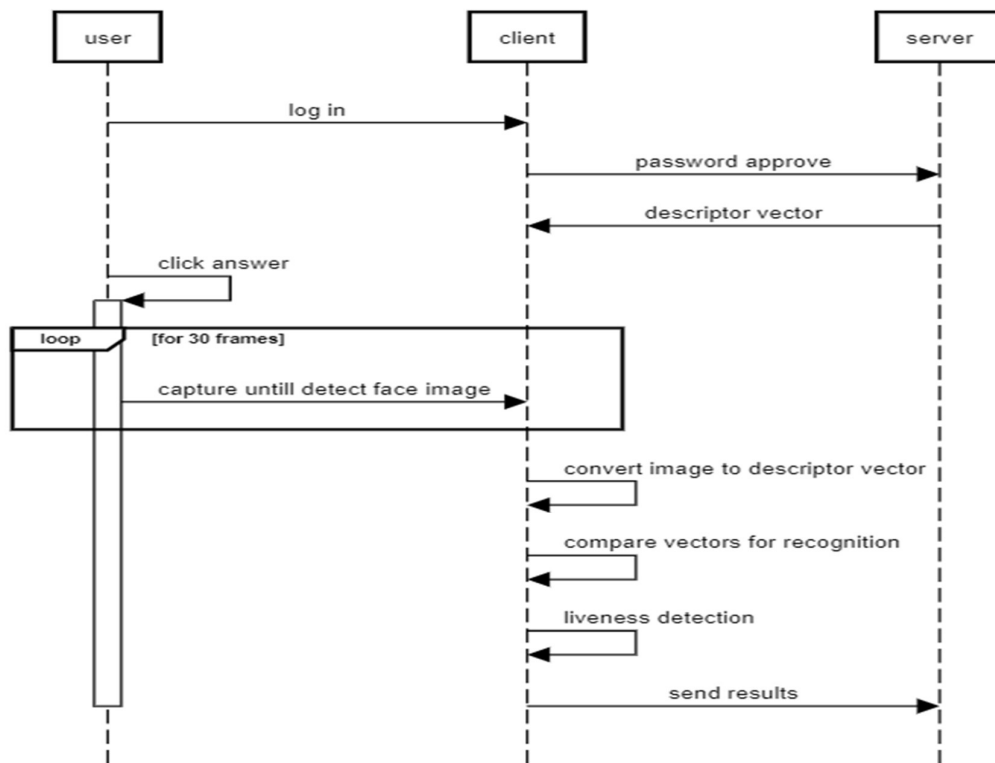 user
client
server
log in
password approve
descriptor vector
click answer
loop
[for 30 frames]
capture untill detect face image
convert image to descriptor vector
compare vectors for recognition
liveness detection
send results